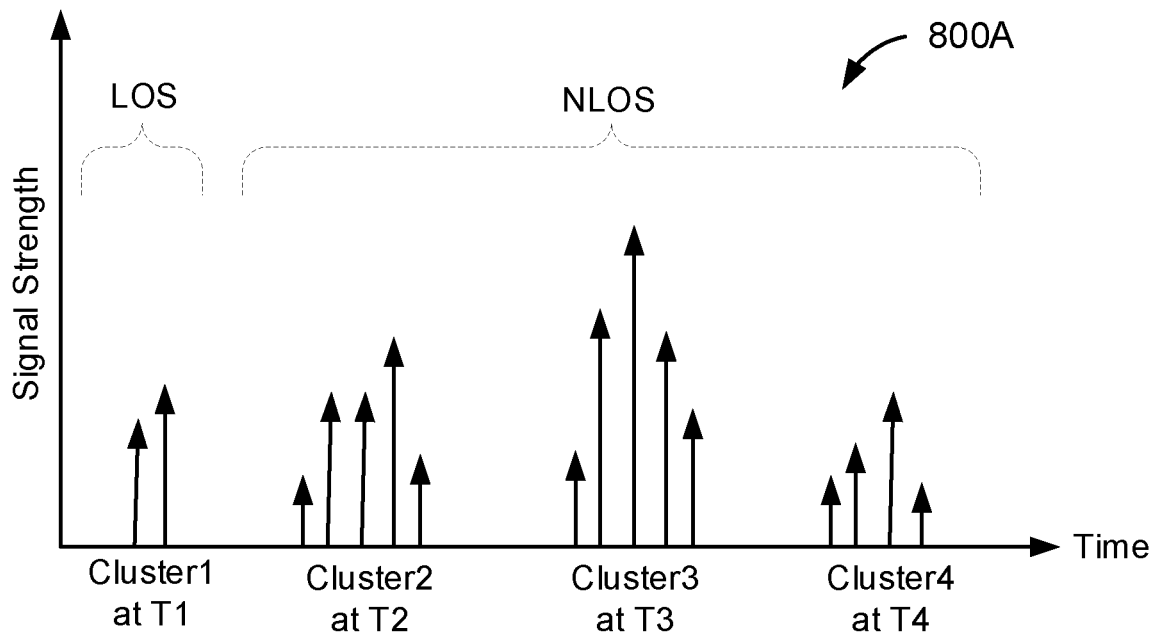 800A
LOS
NLOS
Signal Strength
Time
Cluster1
at T1
Cluster2
at T2
Cluster3
at T3
Cluster4
at T4